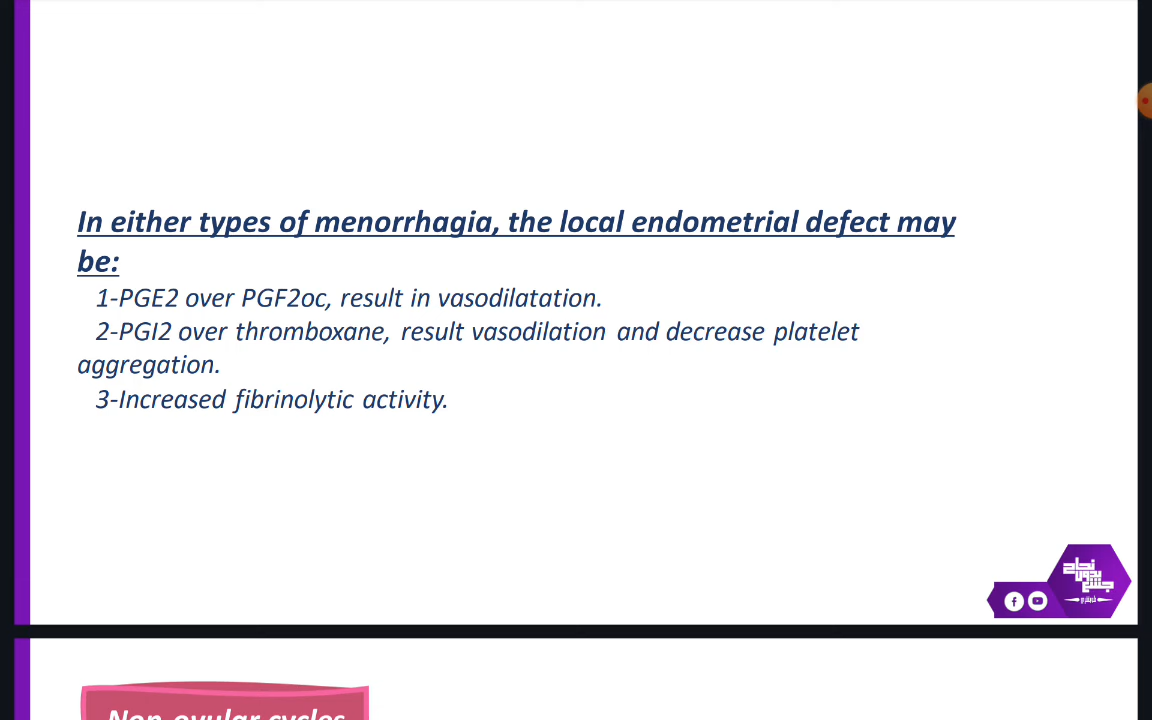 In either types of menorrhagia, the local endometrial defect may
be:
1-PGE2 over PGF2oc, result in vasodilatation.
2-PGI2 over thromboxane, result vasodilation and decrease platelet
aggregation.
3-Increased fibrinolytic activity.
Non-ovular cycles